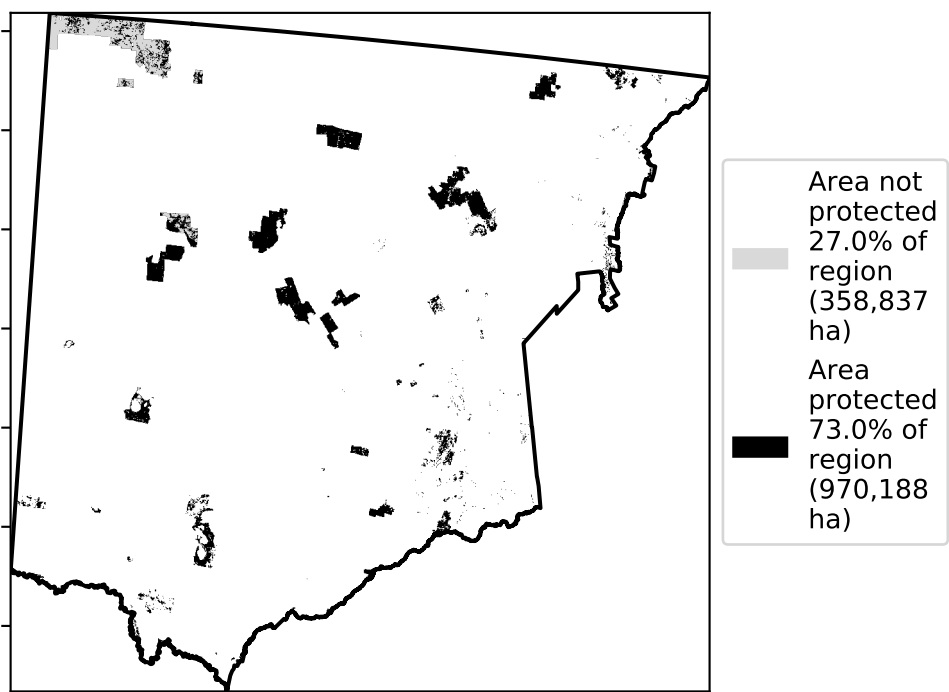 Area not
protected
27.0% of
region
(358,837
ha)
Area
protected
73.0% of
region
(970,188
ha)